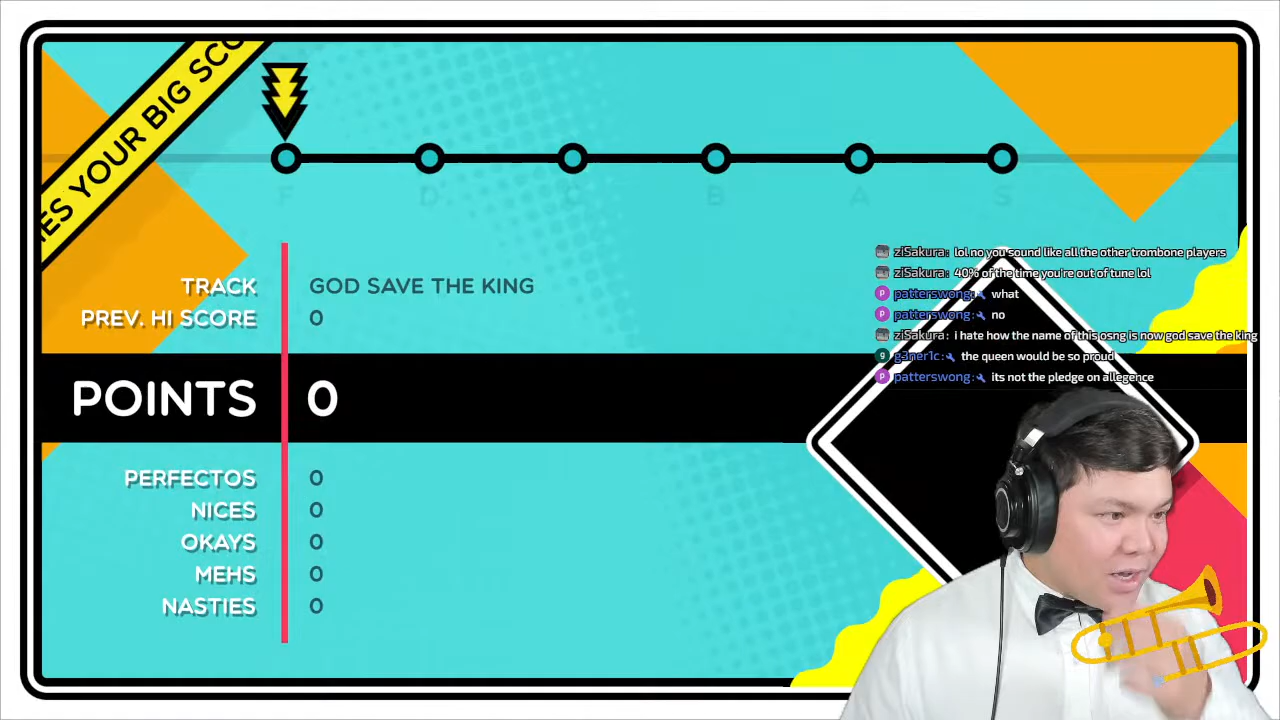 ES YOUR BIG SCO
F D C B A S
TRACK GOD SAVE THE KING
PREV. HI SCORE 0
POINTS 0
PERFECTOS 0
NICES 0
OKAYS 0
MEHS 0
NASTIES 0
ziSakura: lol no you sound like all the other trombone players
ziSakura: 40% of the time you're out of tune lol
P patterswong: what
P patterswong: no
ziSakura: i hate how the name of this osng is now god save the king
g g3ner1c: the queen would be so proud
P patterswong: its not the pledge on allegence